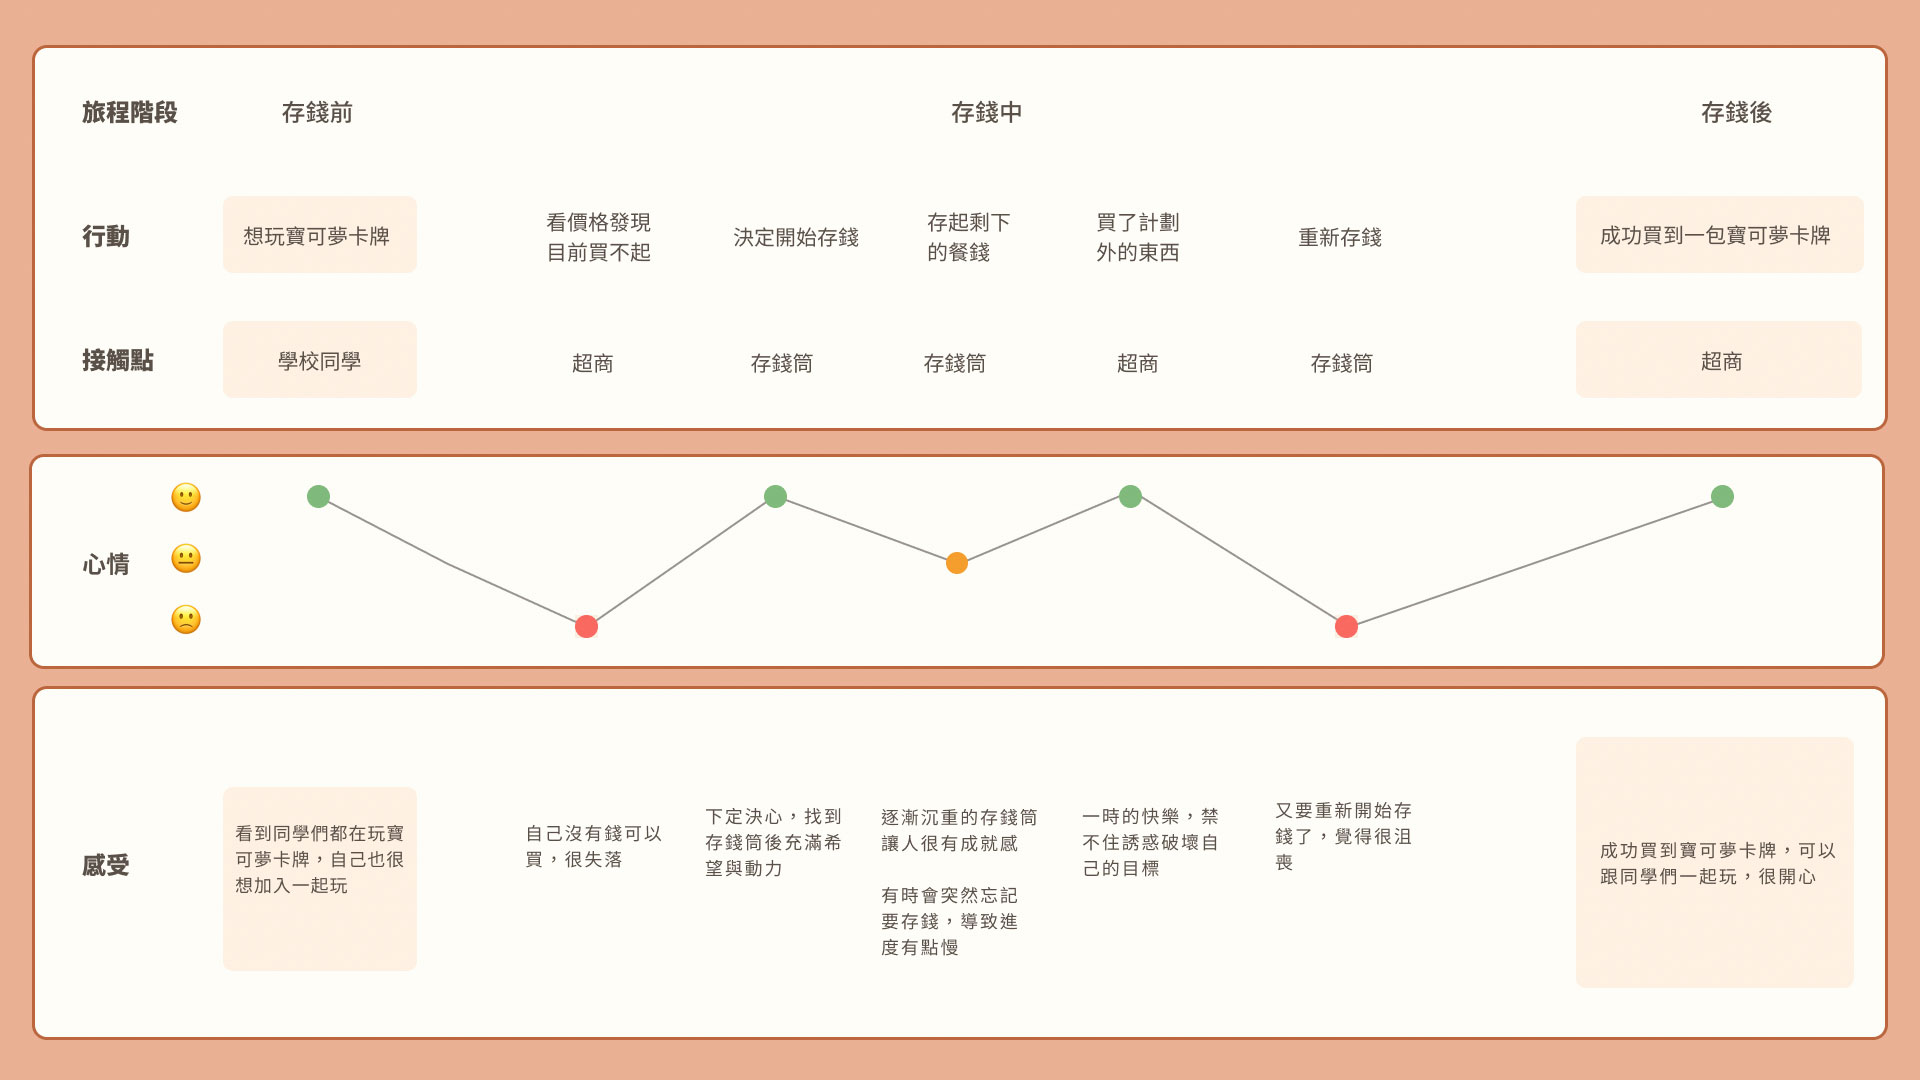 旅程階段
存錢前
存錢中
存錢後
行動
想玩寶可夢卡牌
看價格發現
目前買不起
決定開始存錢
存起剩下
的餐錢
買了計劃
外的東西
重新存錢
成功買到一包寶可夢卡牌
接觸點
學校同學
超商
存錢筒
存錢筒
超商
存錢筒
超商
心情
感受
看到同學們都在玩寶
可夢卡牌，自己也很
想加入一起玩
自己沒有錢可以
買，很失落
下定決心，找到
存錢筒後充滿希
望與動力
逐漸沉重的存錢筒
讓人很有成就感
有時會突然忘記
要存錢，導致進
度有點慢
一時的快樂，禁
不住誘惑破壞自
己的目標
又要重新開始存
錢了，覺得很沮
喪
成功買到寶可夢卡牌，可以
跟同學們一起玩，很開心